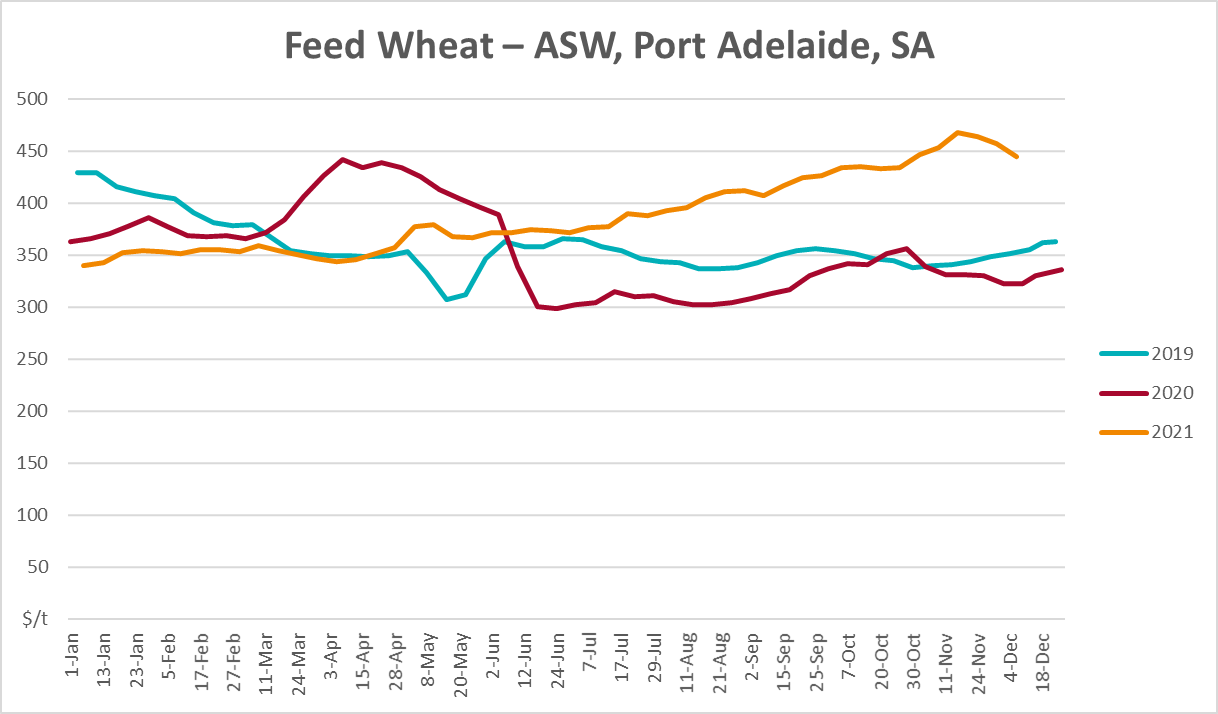 Feed Wheat – ASW, Port Adelaide, SA
500
450
400
350
300
250
200
150
100
50
$/t
1-Jan
13-Jan
23-Jan
5-Feb
17-Feb
27-Feb
11-Mar
24-Mar
3-Apr
15-Apr
28-Apr
8-May
20-May
2-Jun
12-Jun
24-Jun
7-Jul
17-Jul
29-Jul
11-Aug
21-Aug
2-Sep
15-Sep
25-Sep
7-Oct
20-Oct
30-Oct
11-Nov
24-Nov
4-Dec
18-Dec
2019
2020
2021